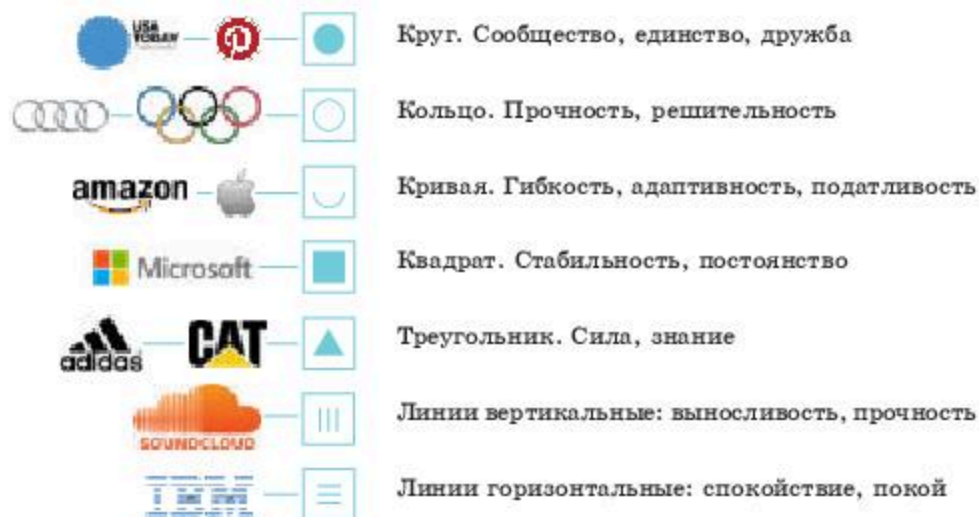 USA TODAY
Круг. Сообщество, единство, дружба
Кольцо. Прочность, решительность
amazon
Кривая. Гибкость, адаптивность, податливость
Microsoft
Квадрат. Стабильность, постоянство
adidas
CAT
Треугольник. Сила, знание
SOUNDCLOUD
Линии вертикальные: выносливость, прочность
IBM
Линии горизонтальные: спокойствие, покой